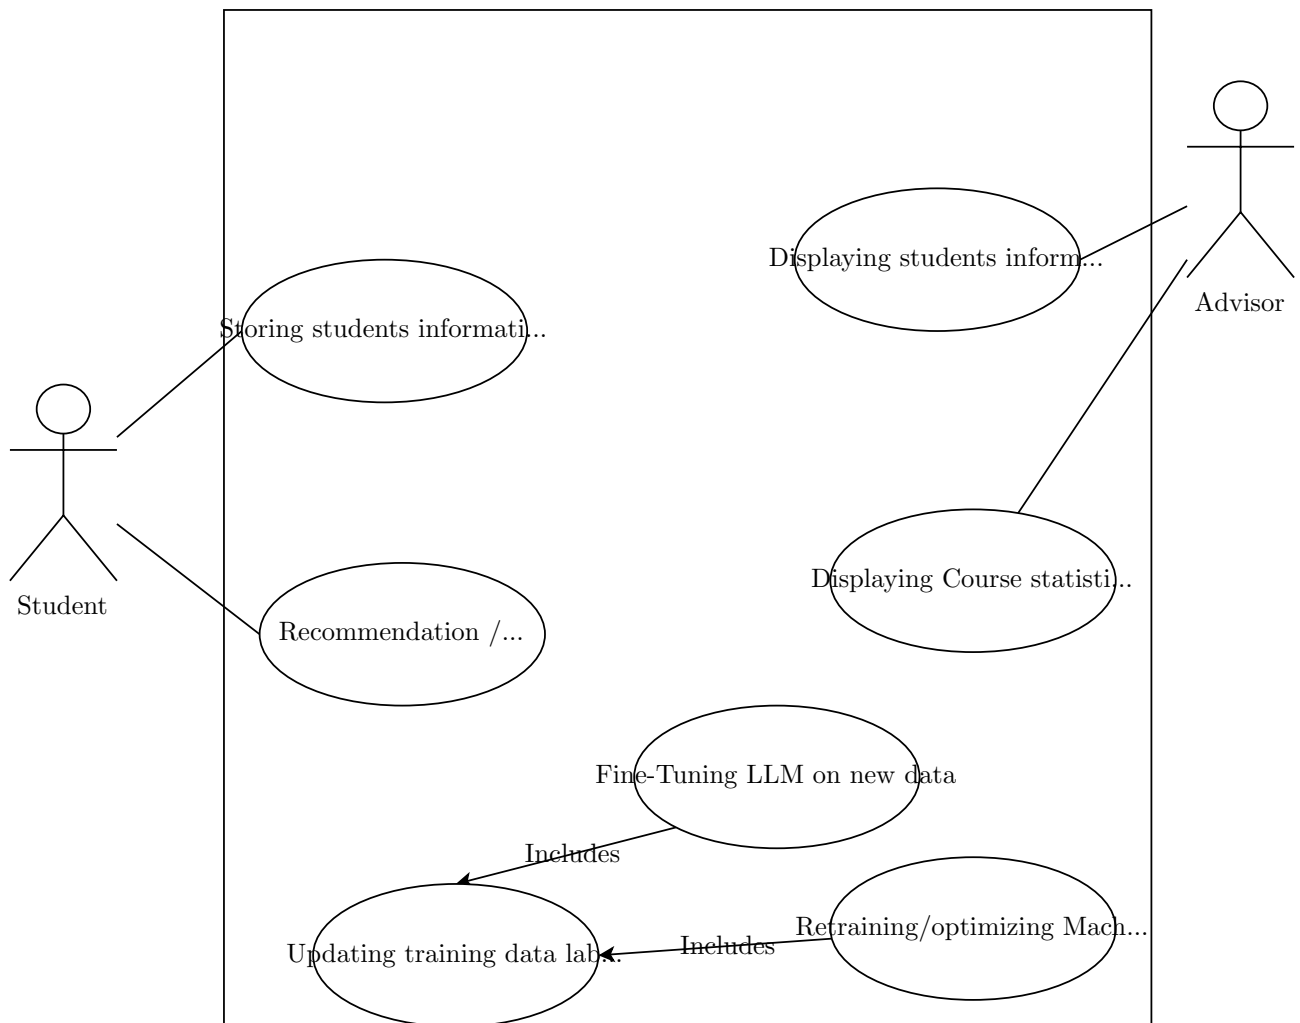 Displaying students inform...
Advisor
Storing students informati...
Displaying Course statisti...
Student
Recommendation /...
Fine-Tuning LLM on new data
Includes
Retraining/optimizing Mach...
Includes
Updating training data lab...